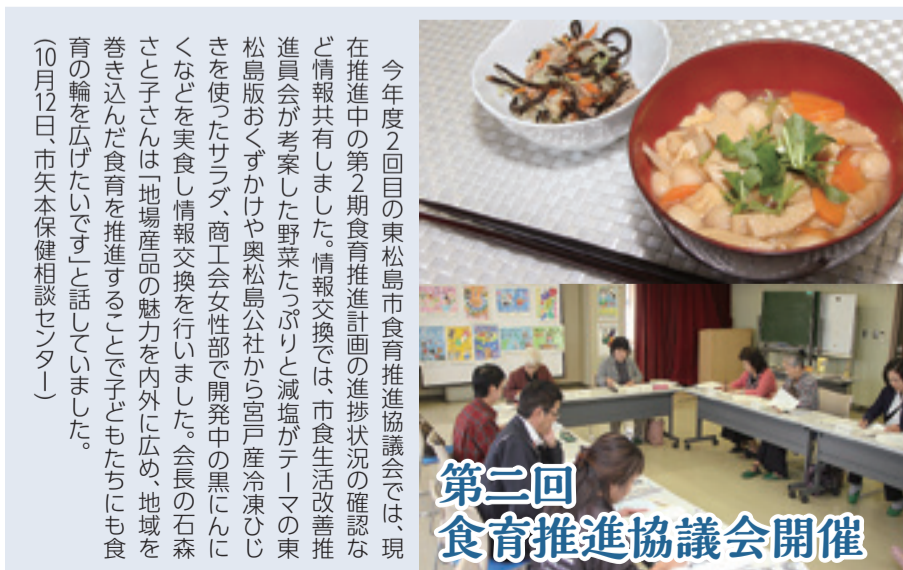 第二回
食育推進協議会開催
　今年度2回目の東松島市食育推進協議会では、現
在推進中の第2期食育推進計画の進捗状況の確認な
ど情報共有しました。情報交換では、市食生活改善推
進員会が考案した野菜たっぷりと減塩がテーマの東
松島版おくずかけや奥松島公社から宮戸産冷凍ひじ
きを使ったサラダ、商工会女性部で開発中の黒にんに
くなどを実食し情報交換を行いました。会長の石森
さと子さんは「地場産品の魅力を内外に広め、地域を
巻き込んだ食育を推進することで子どもたちにも食
育の輪を広げたいです」と話していました。
(10月12日、市矢本保健相談センター)